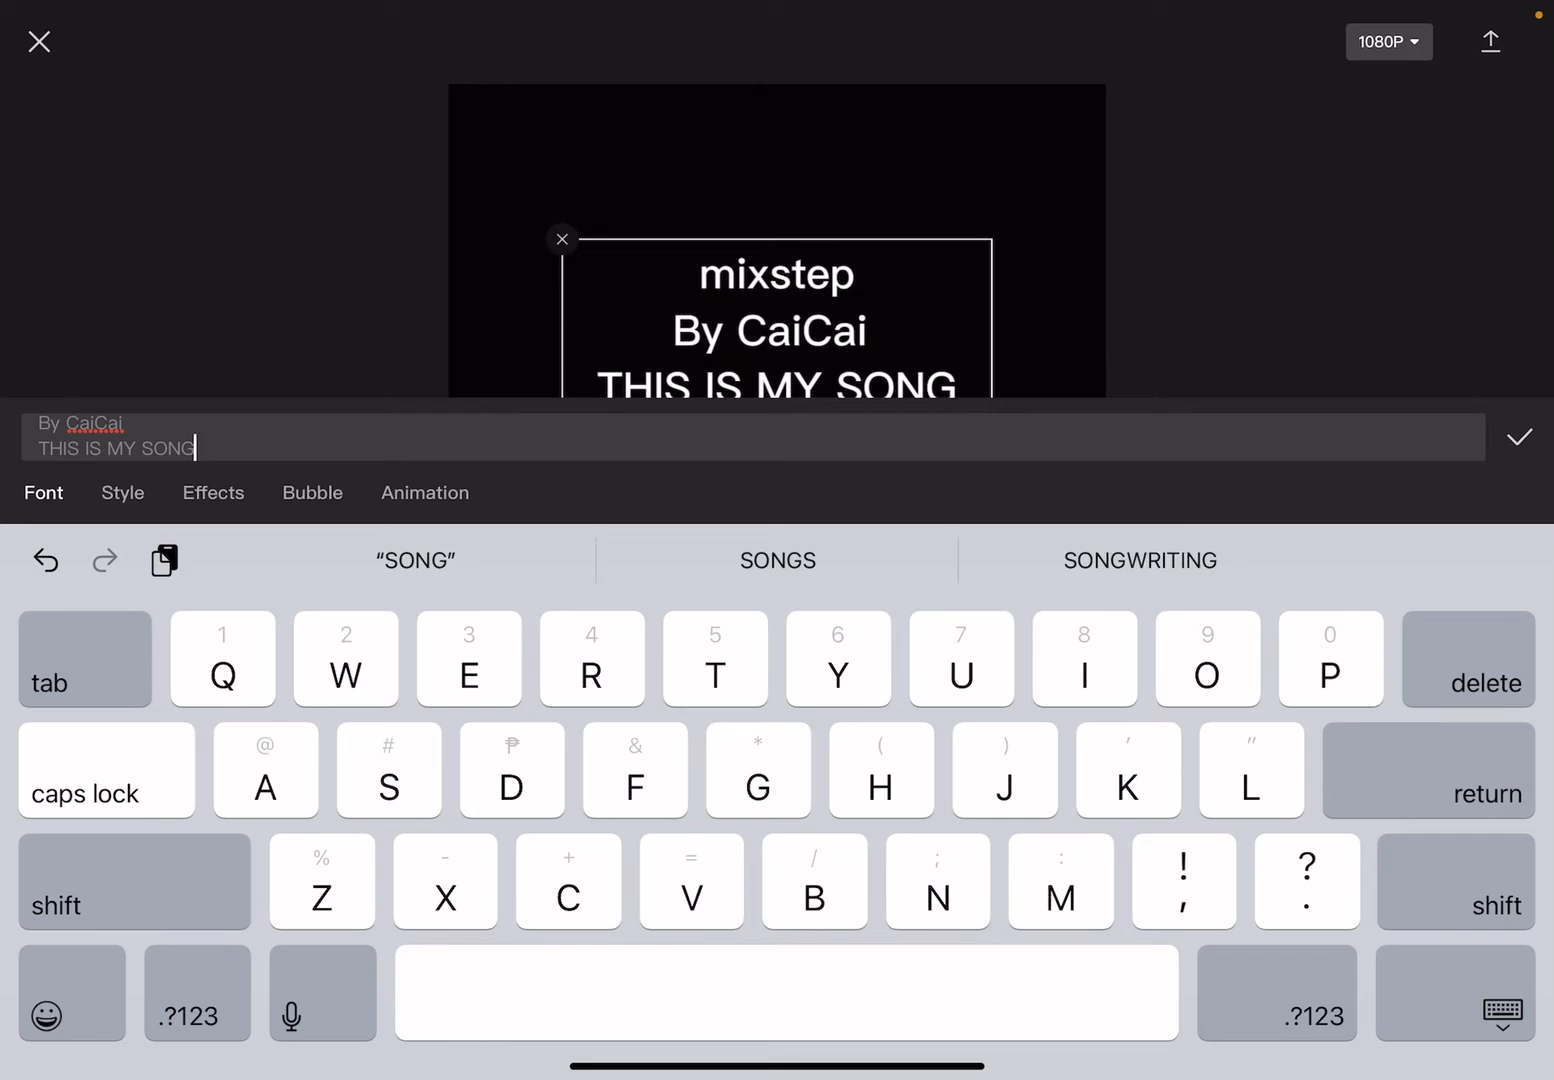 1080P
mixstep
By CaiCai
THIS IS MY SONG
By CaiCai
THIS IS MY SONG
Font Style Effects Bubble Animation
“SONG” SONGS SONGWRITING
1 2 3 4 5 6 7 8 9 0
tab Q W E R T Y U I O P delete
@ # ₱ & * ( ) ' "
caps lock A S D F G H J K L return
% - + = / ; : ! ?
shift Z X C V B N M , . shift
.?123 .?123